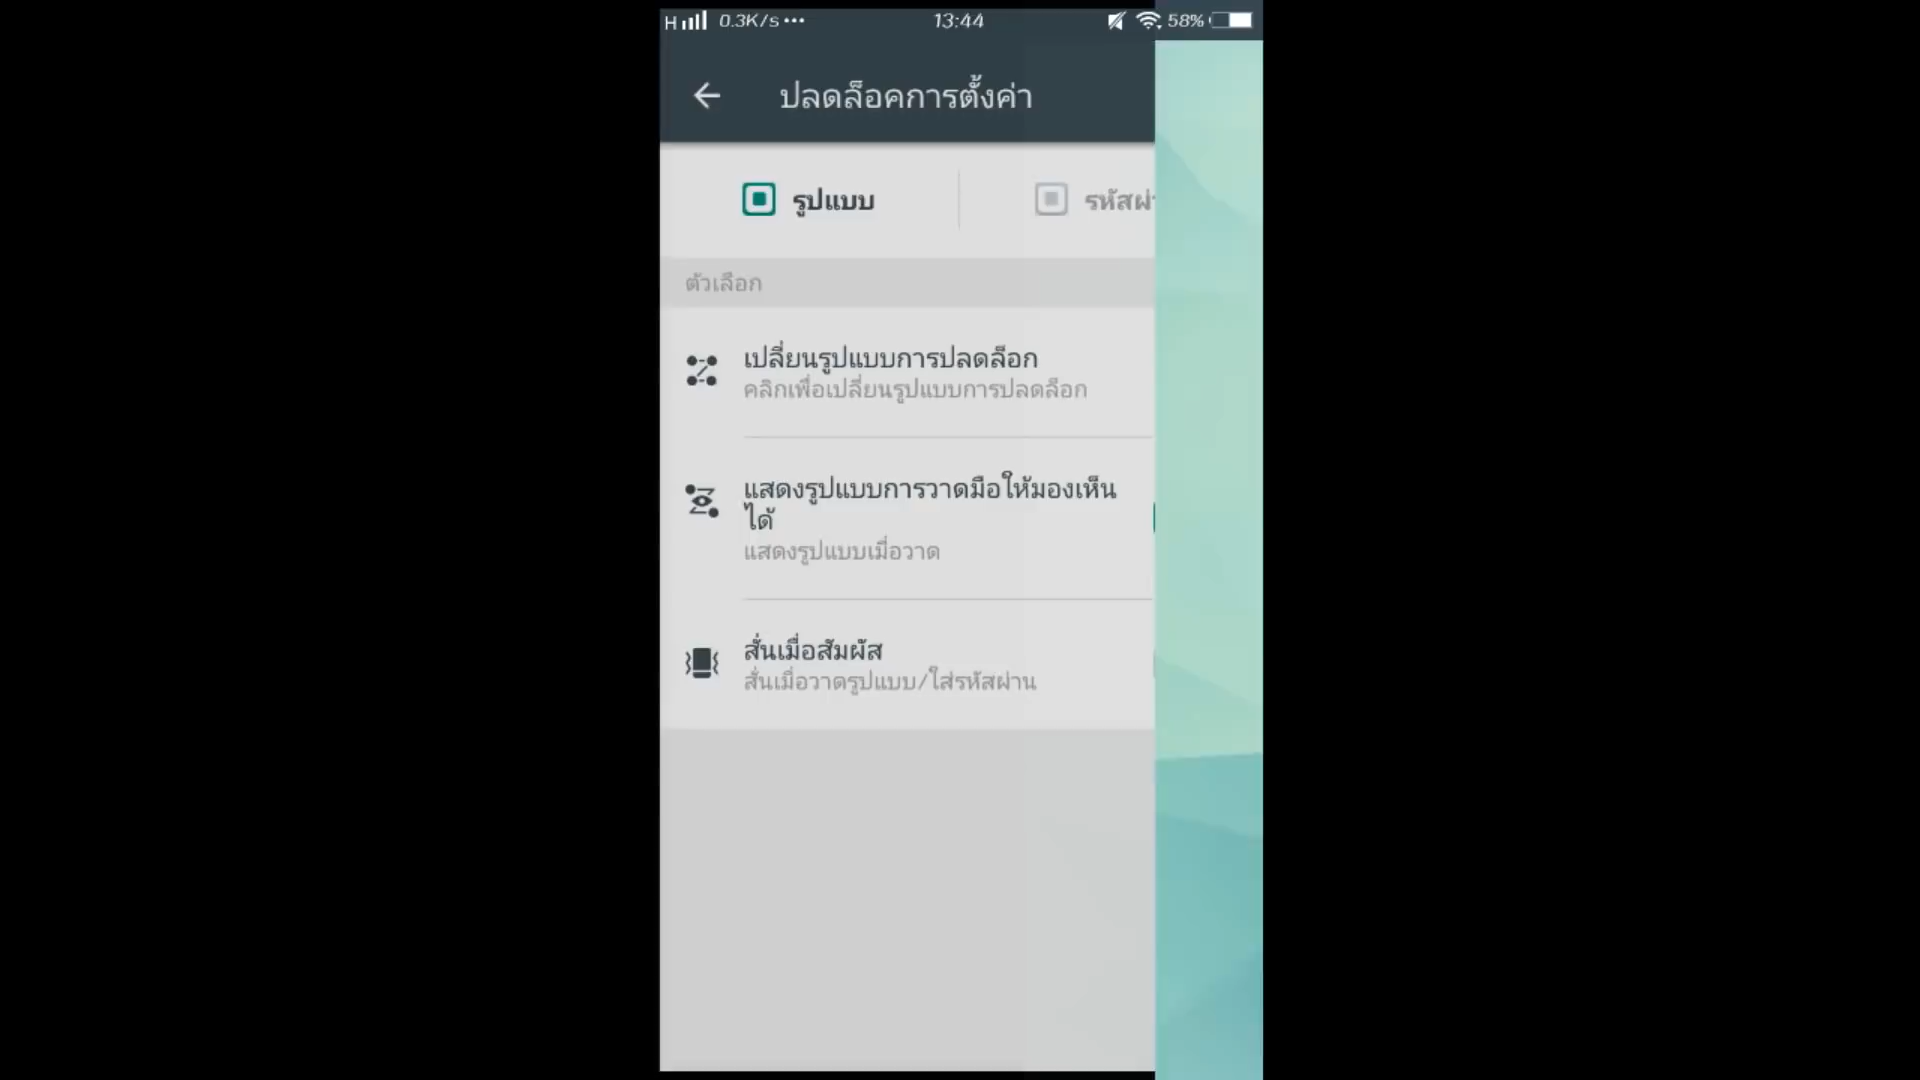 H 0.3K/s ••• 13:44 58%
ปลดล็อคการตั้งค่า
รูปแบบ
ตัวเลือก
เปลี่ยนรูปแบบการปลดล็อก
คลิกเพื่อเปลี่ยนรูปแบบการปลดล็อก
แสดงรูปแบบการวาดมือให้มองเห็น
ได้
แสดงรูปแบบเมื่อวาด
สั่นเมื่อสัมผัส
สั่นเมื่อวาดรูปแบบ/ใส่รหัสผ่าน